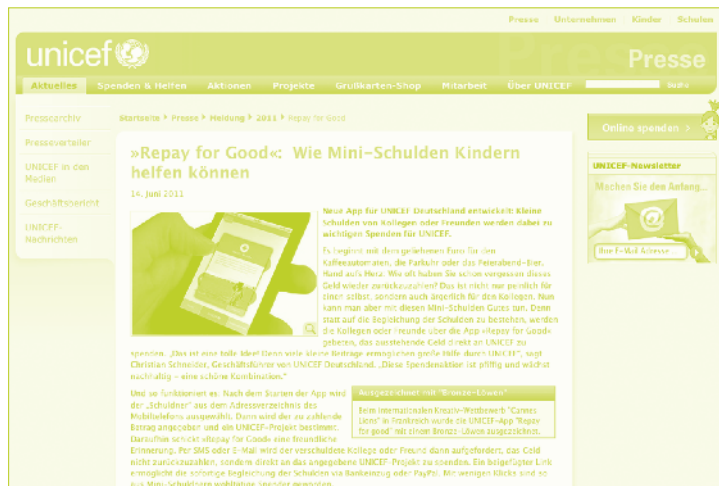 Presse Unternehmen Kinder Schulen
unicef
Presse
Aktuelles Spenden & Helfen Aktionen Projekte Grußkarten-Shop Mitarbeit Über UNICEF Suche
Pressearchiv
Presseverteiler
UNICEF in den
Medien
Geschäftsbericht
UNICEF-
Nachrichten
Startseite > Presse > Meldung > 2011 > Repay for Good
»Repay for Good«: Wie Mini-Schulden Kindern
helfen können
14. Juni 2011
Neue App für UNICEF Deutschland entwickelt: Kleine
Schulden von Kollegen oder Freunden werden dabei zu
wichtigen Spenden für UNICEF.
Es beginnt mit dem geliehenen Euro für den
Kaffeeautomaten, die Parkuhr oder das Feierabend-Bier.
Hand aufs Herz: Wie oft haben Sie schon vergessen dieses
Geld wieder zurückzuzahlen? Das ist nicht nur peinlich für
einen selbst, sondern auch ärgerlich für den Kollegen. Nun
kann man aber mit diesen Mini-Schulden Gutes tun. Denn
statt auf die Begleichung der Schulden zu bestehen, werden
die Kollegen oder Freunde über die App »Repay for Good«
gebeten, das ausstehende Geld direkt an UNICEF zu
spenden. „Das ist eine tolle Idee! Denn viele kleine Beiträge ermöglichen große Hilfe durch UNICEF", sagt
Christian Schneider, Geschäftsführer von UNICEF Deutschland. „Diese Spendenaktion ist pfiffig und wächst
nachhaltig – eine schöne Kombination."
Und so funktioniert es: Nach dem Starten der App wird
der „Schuldner" aus dem Adressverzeichnis des
Mobiltelefons ausgewählt. Dann wird der zu zahlende
Betrag angegeben und ein UNICEF-Projekt bestimmt.
Daraufhin schickt »Repay for Good« eine freundliche
Erinnerung. Per SMS oder E-Mail wird der verschuldete Kollege oder Freund dann aufgefordert, das Geld
nicht zurückzuzahlen, sondern direkt an das angegebene UNICEF-Projekt zu spenden. Ein beigefügter Link
ermöglicht die sofortige Begleichung der Schulden via Bankeinzug oder PayPal. Mit wenigen Klicks sind so
aus Mini-Schuldnern wohltätige Spender geworden.
Ausgezeichnet mit "Bronze-Löwen"
Beim internationalen Kreativ-Wettbewerb "Cannes
Lions" in Frankreich wurde die UNICEF-App "Repay
for good" mit einem Bronze-Löwen ausgezeichnet.
Online spenden >
UNICEF-Newsletter
Machen Sie den Anfang...
Ihre E-Mail Adresse...